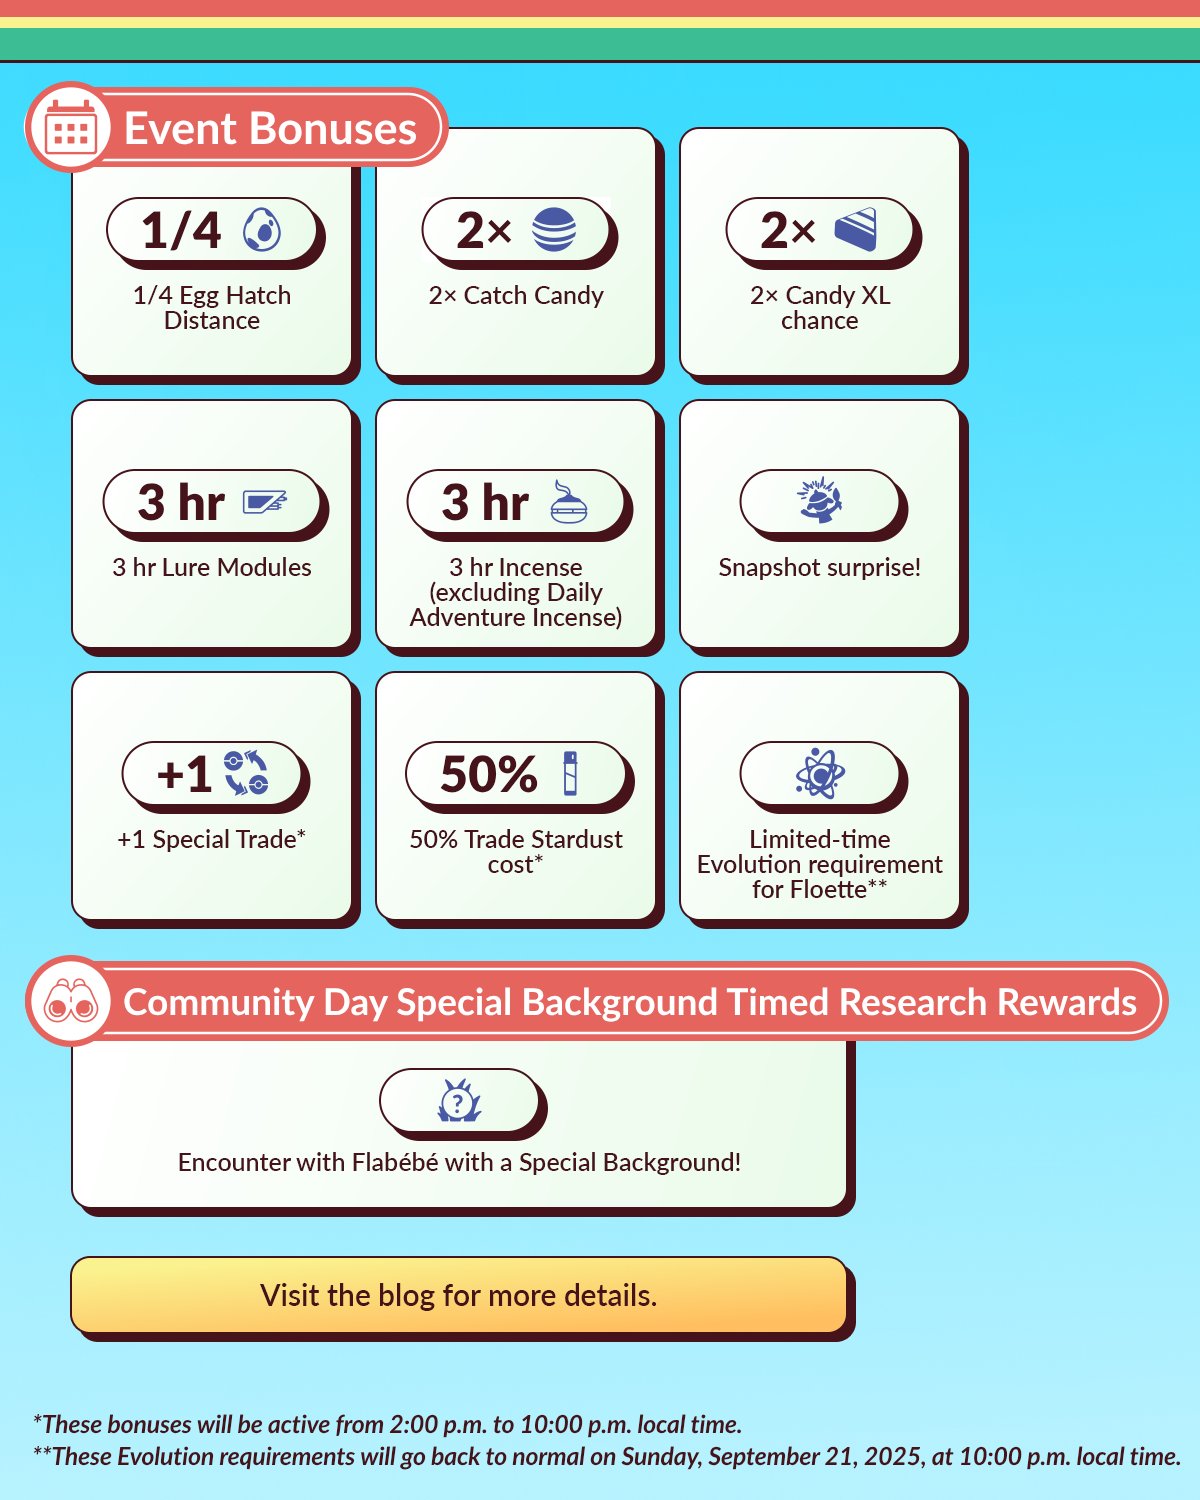 Event Bonuses
1/4
1/4 Egg Hatch
Distance
2×
2× Catch Candy
2×
2× Candy XL
chance
3 hr
3 hr Lure Modules
3 hr
3 hr Incense
(excluding Daily
Adventure Incense)
Snapshot surprise!
+1
+1 Special Trade*
50%
50% Trade Stardust
cost*
Limited-time
Evolution requirement
for Floette**
Community Day Special Background Timed Research Rewards
?
Encounter with Flabébé with a Special Background!
Visit the blog for more details.
*These bonuses will be active from 2:00 p.m. to 10:00 p.m. local time.
**These Evolution requirements will go back to normal on Sunday, September 21, 2025, at 10:00 p.m. local time.